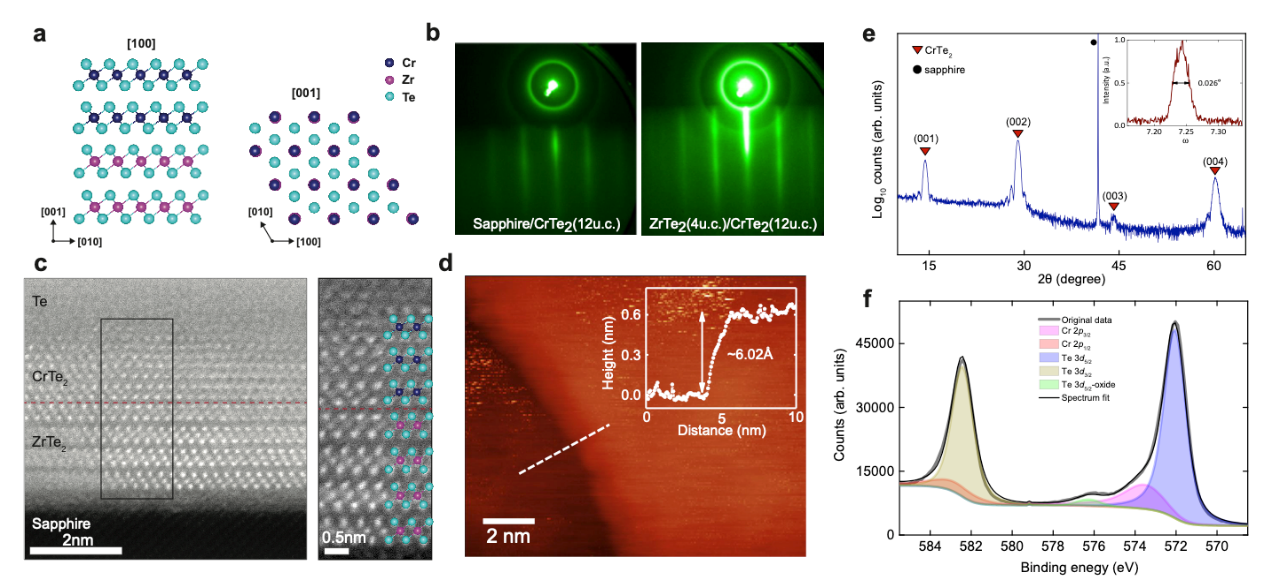 a
[100]
[001]
Cr
Zr
Te
[001]
[010]
[010]
[100]
b
Sapphire/CrTe₂(12u.c.)
ZrTe₂(4u.c.)/CrTe₂(12u.c.)
c
Te
CrTe₂
ZrTe₂
Sapphire
2nm
0.5nm
d
Height (nm)
0.6
0.3
0.0
~6.02Å
0
5
10
Distance (nm)
2 nm
e
Log₁₀ counts (arb. units)
CrTe₂
sapphire
(001)
(002)
(003)
(004)
15
30
45
60
2θ (degree)
Intensity (a.u.)
1.0
0.5
0.0
0.026°
7.20
7.25
7.30
ω
f
Counts (arb. units)
45000
30000
15000
0
Original data
Cr 2p₃/₂
Cr 2p₁/₂
Te 3d₅/₂
Te 3d₃/₂
Te 3d₅/₂-oxide
Spectrum fit
584
582
580
578
576
574
572
570
Binding enegy (eV)